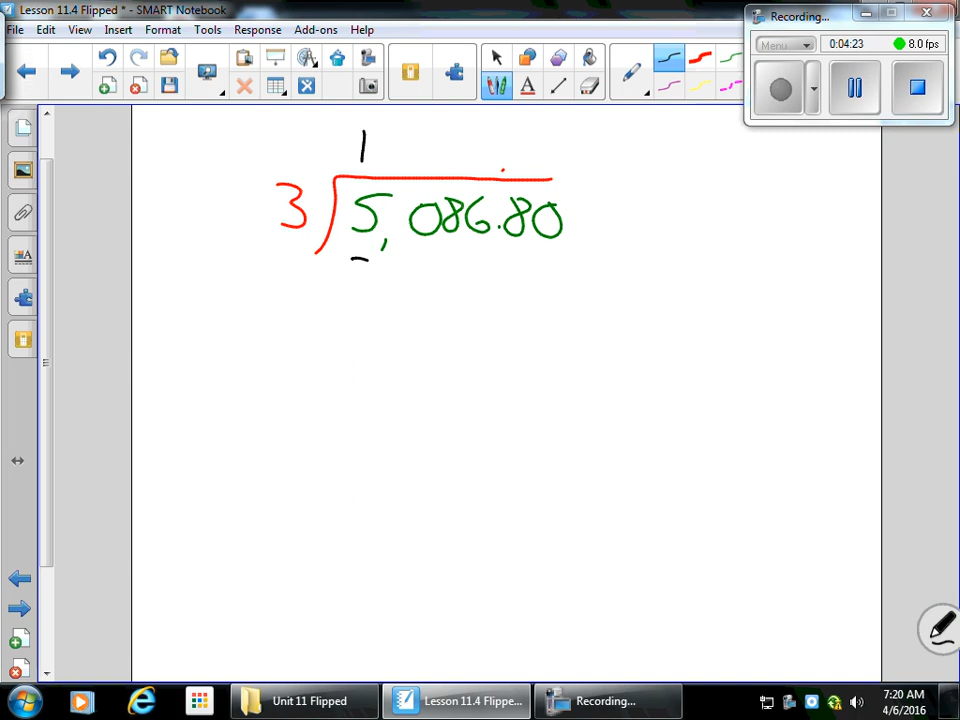 Lesson 11.4 Flipped * - SMART Notebook
Recording...
File Edit View Insert Format Tools Response Add-ons Help
Menu 0:04:23 8.0 fps
1
3 5,086.80
Unit 11 Flipped Lesson 11.4 Flippe... Recording...
7:20 AM
4/6/2016